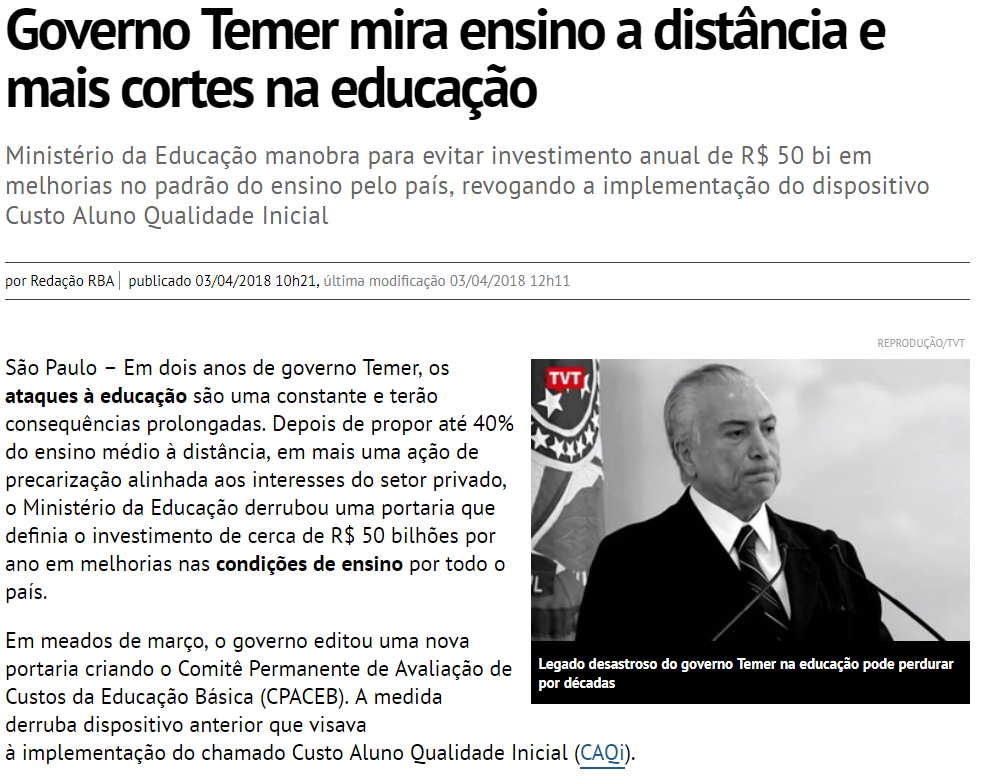 Governo Temer mira ensino a distância e
mais cortes na educação
Ministério da Educação manobra para evitar investimento anual de R$ 50 bi em
melhorias no padrão do ensino pelo país, revogando a implementação do dispositivo
Custo Aluno Qualidade Inicial
por Redação RBA | publicado 03/04/2018 10h21, última modificação 03/04/2018 12h11
REPRODUÇÃO/TVT
São Paulo – Em dois anos de governo Temer, os
ataques à educação são uma constante e terão
consequências prolongadas. Depois de propor até 40%
do ensino médio à distância, em mais uma ação de
precarização alinhada aos interesses do setor privado,
o Ministério da Educação derrubou uma portaria que
definia o investimento de cerca de R$ 50 bilhões por
ano em melhorias nas condições de ensino por todo o
país.
TVT
Legado desastroso do governo Temer na educação pode perdurar
por décadas
Em meados de março, o governo editou uma nova
portaria criando o Comitê Permanente de Avaliação de
Custos da Educação Básica (CPACEB). A medida
derruba dispositivo anterior que visava
à implementação do chamado Custo Aluno Qualidade Inicial (CAQi).